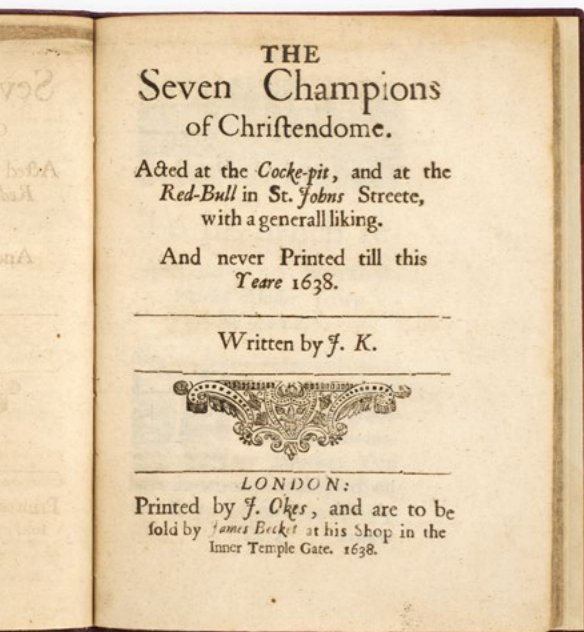 THE
Seven Champions
of Chriſtendome.
Acted at the Cocke-pit, and at the
Red-Bull in St. Johns Streete,
with a generall liking.
And never Printed till this
Yeare 1638.
Written by J. K.
LONDON:
Printed by J. Okes, and are to be
ſold by James Becket at his Shop in the
Inner Temple Gate. 1638.